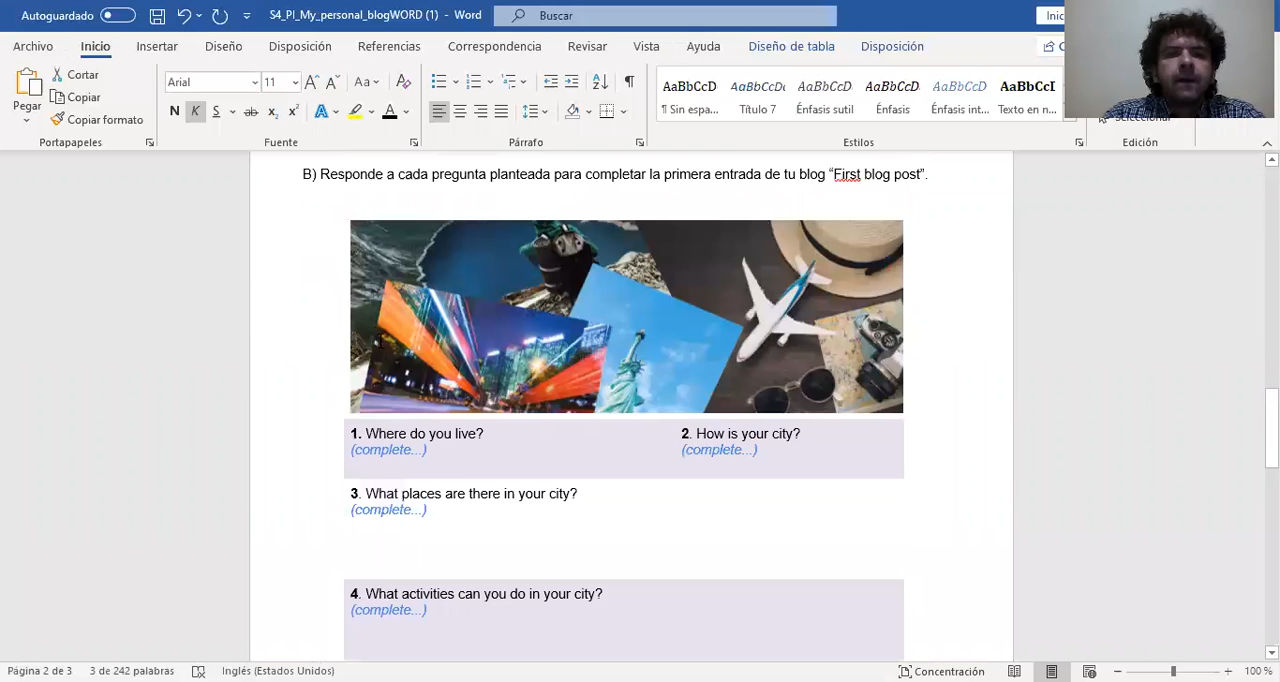 Autoguardado S4_PI_My_personal_blogWORD (1) - Word Buscar
Archivo Inicio Insertar Diseño Disposición Referencias Correspondencia Revisar Vista Ayuda Diseño de tabla Disposición
Pegar Cortar Copiar Copiar formato
Arial 11 Aa
N K S ab x₂ x² A A
AaBbCcD AaBbCcDc AaBbCcD AaBbCcD AaBbCcD AaBbCcI
¶ Sin espa... Título 7 Énfasis sutil Énfasis Énfasis int... Texto en n...
Portapapeles Fuente Párrafo Estilos Edición
B) Responde a cada pregunta planteada para completar la primera entrada de tu blog “First blog post”.
1. Where do you live? 2. How is your city?
(complete...) (complete...)
3. What places are there in your city?
(complete...)
4. What activities can you do in your city?
(complete...)
Página 2 de 3 3 de 242 palabras Inglés (Estados Unidos) Concentración 100 %